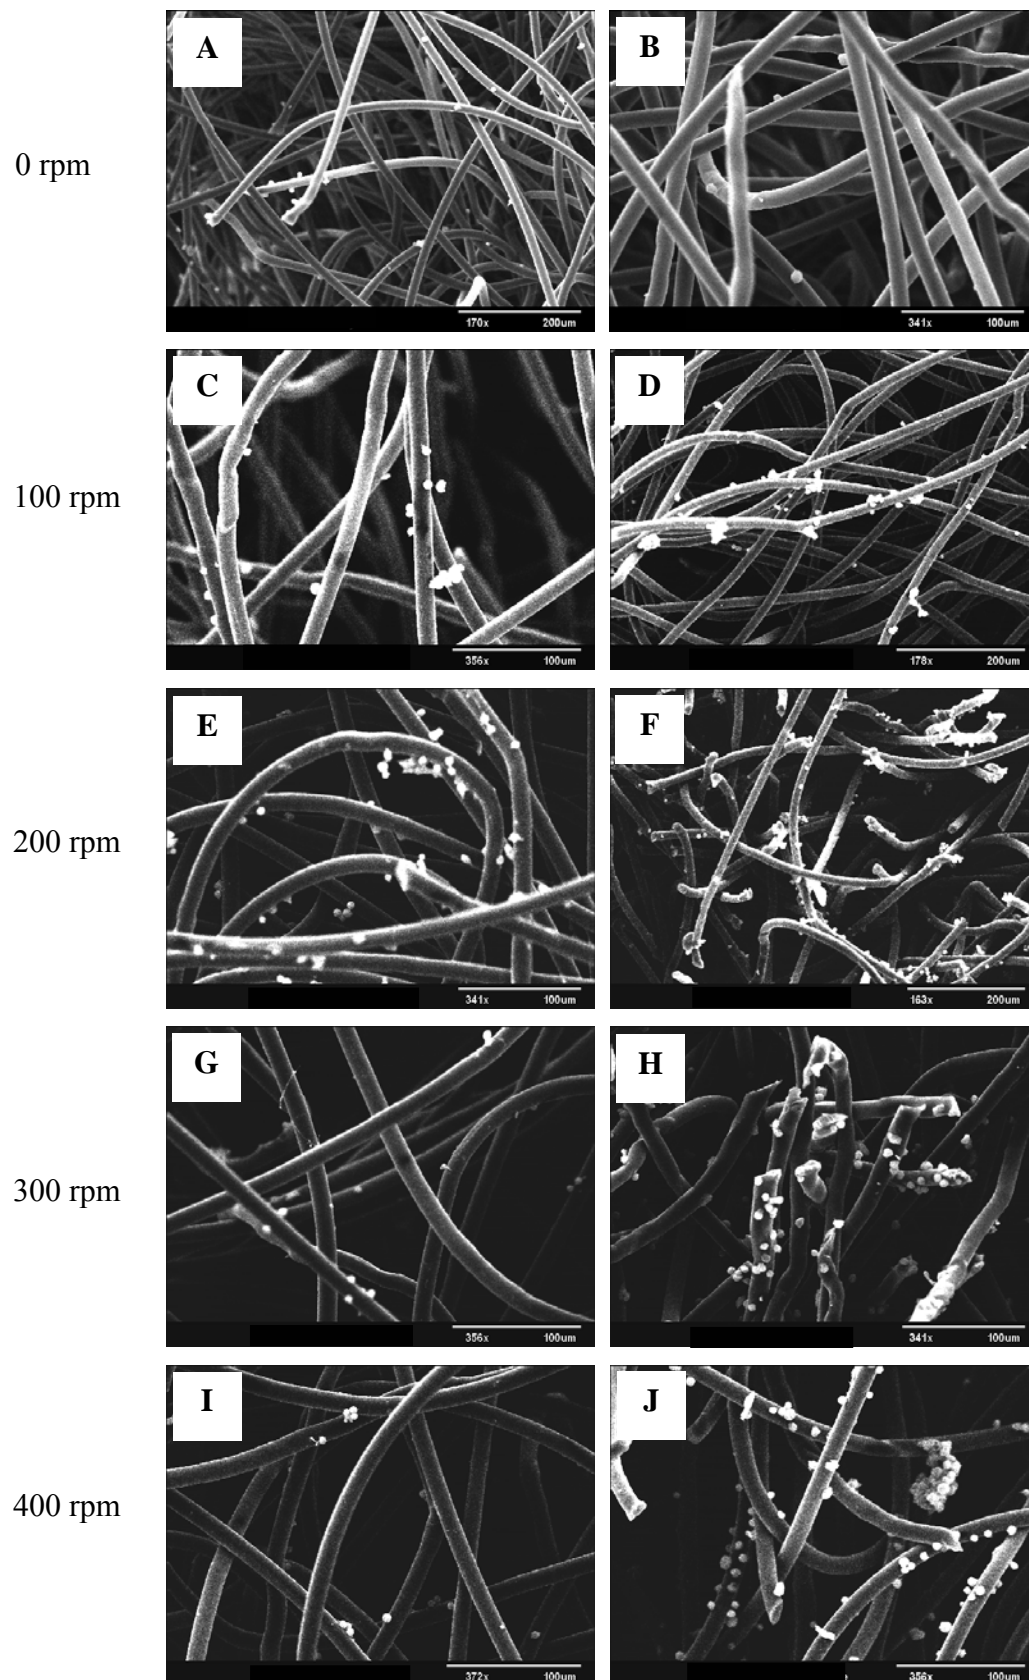 A
B
0 rpm
170x 200um
341x 100um
C
D
100 rpm
356x 100um
178x 200um
E
F
200 rpm
341x 100um
163x 200um
G
H
300 rpm
356x 100um
341x 100um
I
J
400 rpm
372x 100um
356x 100um